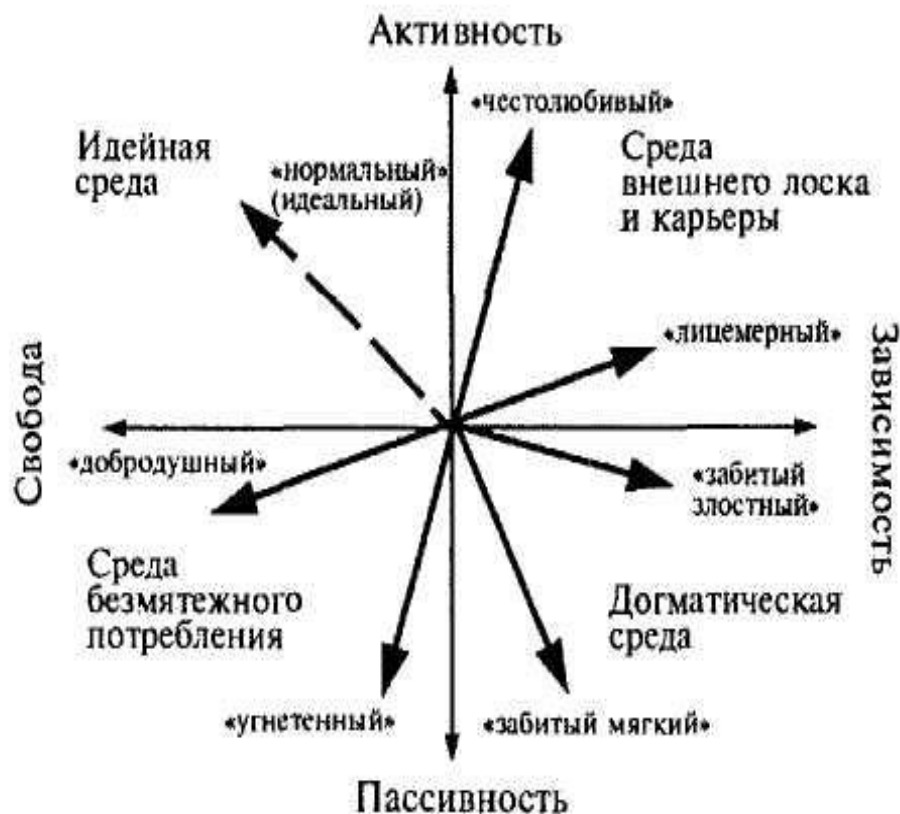 Активность
«честолюбивый»
Идейная
среда
«нормальный»
(идеальный)
Среда
внешнего лоска
и карьеры
«лицемерный»
Свобода
Зависимость
«добродушный»
«забитый
злостный»
Среда
безмятежного
потребления
Догматическая
среда
«угнетенный»
«забитый мягкий»
Пассивность